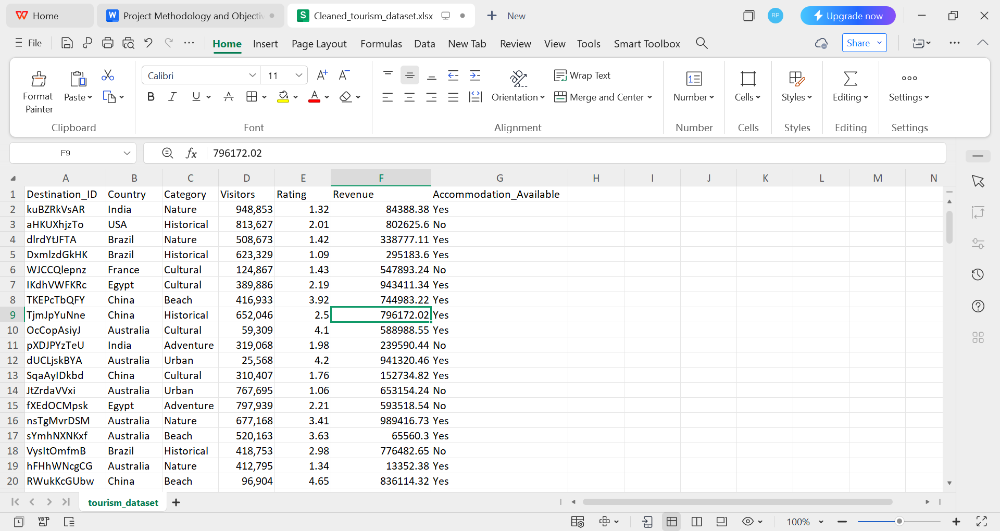 Home
Project Methodology and Objectiv
Cleaned_tourism_dataset.xlsx
New
RP
Upgrade now
File
Home Insert Page Layout Formulas Data New Tab Review View Tools Smart Toolbox
Share
Format Painter
Paste
Clipboard
Calibri 11
Font
Orientation
Wrap Text
Merge and Center
Alignment
Number
Number
Cells
Cells
Styles
Styles
Editing
Editing
Settings
Settings
F9 fx 796172.02
A B C D E F G H I J K L M N
1 Destination_ID Country Category Visitors Rating Revenue Accommodation_Available
2 kuBZRkVsAR India Nature 948,853 1.32 84388.38 Yes
3 aHKUXhjzTo USA Historical 813,627 2.01 802625.6 No
4 dlrdYtJFTA Brazil Nature 508,673 1.42 338777.11 Yes
5 DxmlzdGkHK Brazil Historical 623,329 1.09 295183.6 Yes
6 WJCCQlepnz France Cultural 124,867 1.43 547893.24 No
7 IKdhVWFKRc Egypt Cultural 389,886 2.19 943411.34 Yes
8 TKEPcTbQFY China Beach 416,933 3.92 744983.22 Yes
9 TjmJpYuNne China Historical 652,046 2.5 796172.02 Yes
10 OcCopAsiyJ Australia Cultural 59,309 4.1 588988.55 Yes
11 pXDJPYzTeU India Adventure 319,068 1.98 239590.44 No
12 dUCLjskBYA Australia Urban 25,568 4.2 941320.46 Yes
13 SqaAyIDkbd China Cultural 310,407 1.76 152734.82 Yes
14 JtZrdaVVxi Australia Urban 767,695 1.06 653154.24 No
15 fXEdOCMpsk Egypt Adventure 797,939 2.21 593518.54 No
16 nsTgMvrDSM Australia Nature 677,168 3.41 989416.73 Yes
17 sYmhNXNKxf Australia Beach 520,163 3.63 65560.3 Yes
18 VysItOmfmB Brazil Historical 418,753 2.98 776482.65 No
19 hFHhWNcgCG Australia Nature 412,795 1.34 13352.38 Yes
20 RWukKcGUbw China Beach 96,904 4.65 836114.32 Yes
tourism_dataset
100%